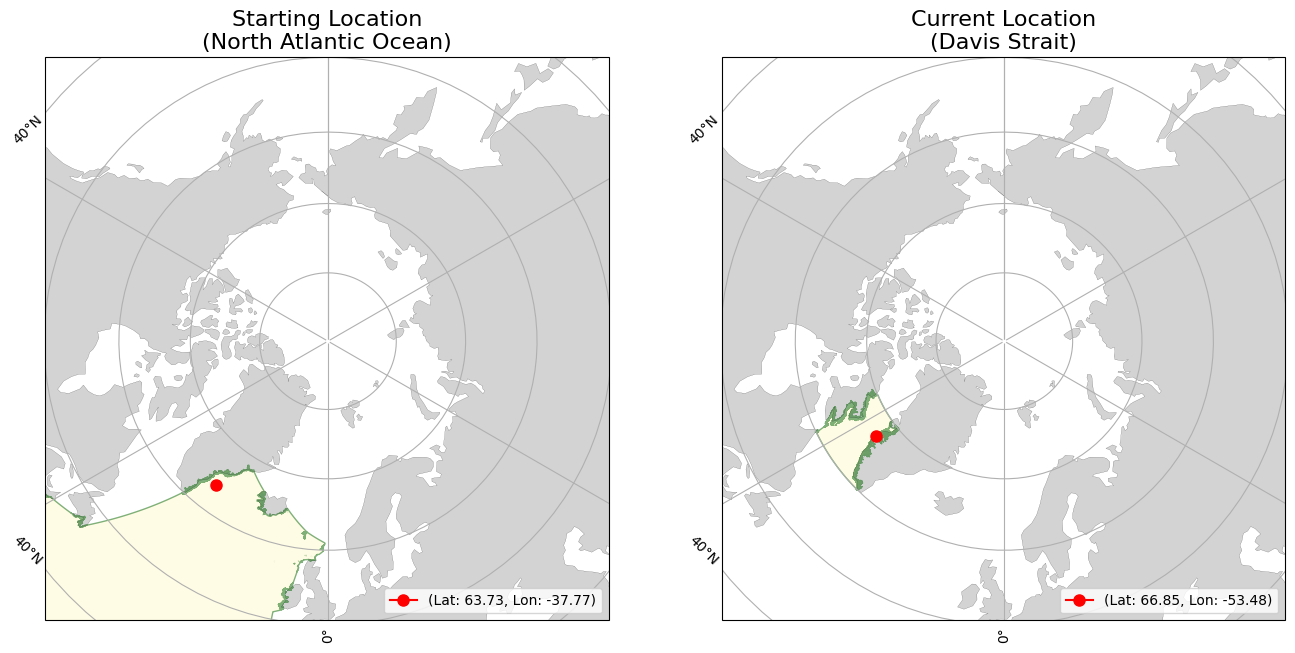 Starting Location
(North Atlantic Ocean)
40°N
40°N
(Lat: 63.73, Lon: -37.77)
0°
Current Location
(Davis Strait)
40°N
40°N
(Lat: 66.85, Lon: -53.48)
0°